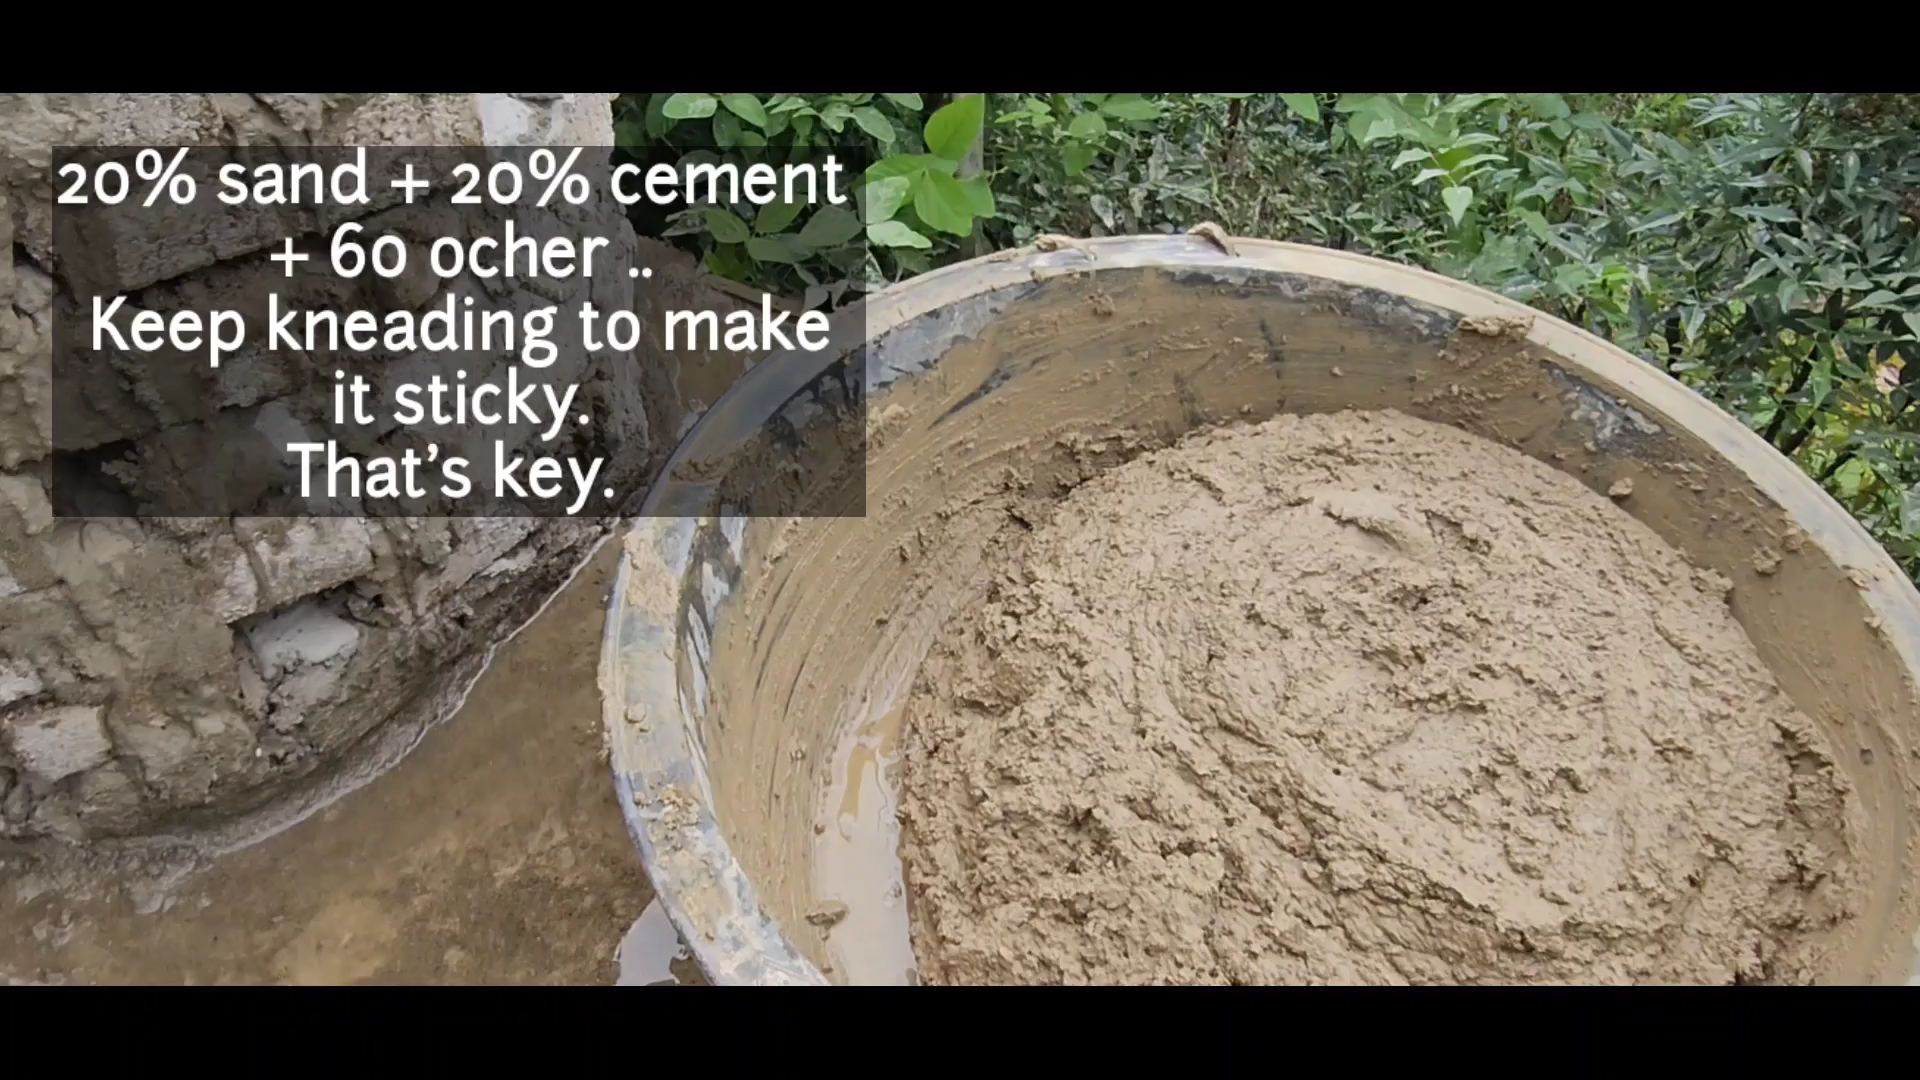 20% sand + 20% cement
+ 60 ocher ..
Keep kneading to make
it sticky.
That's key.